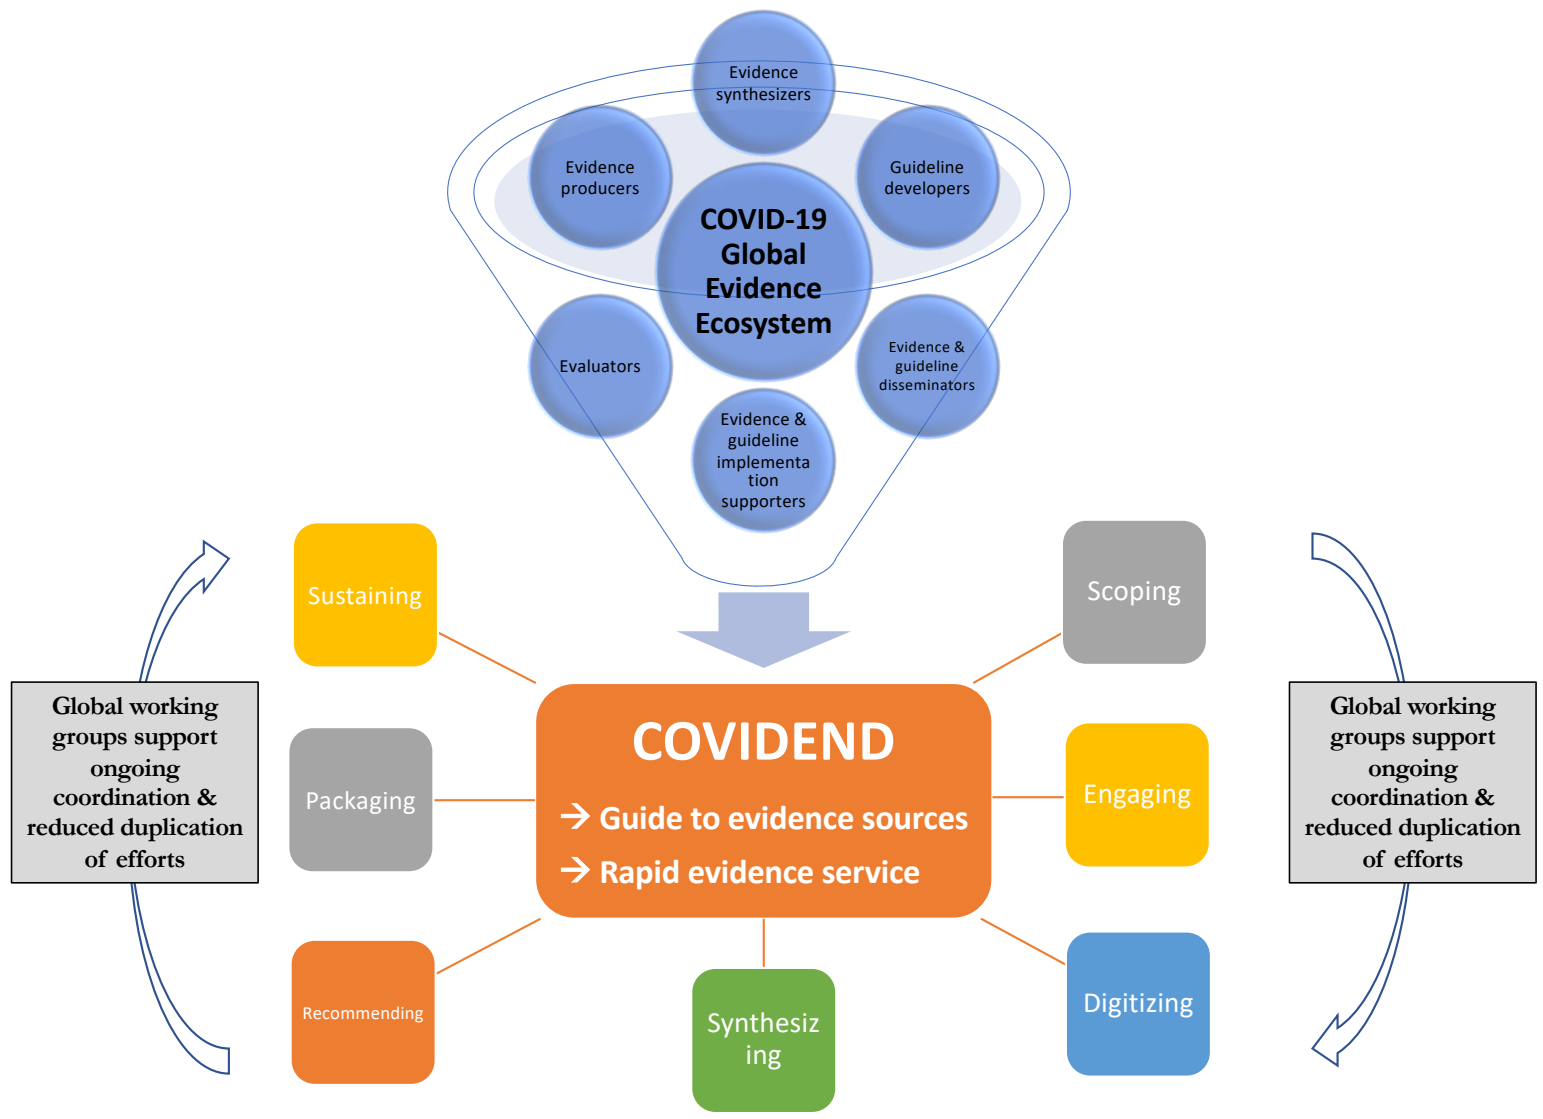 Evidence
synthesizers
Evidence
producers
Guideline
developers
COVID-19
Global
Evidence
Ecosystem
Evaluators
Evidence &
guideline
disseminators
Evidence &
guideline
implementa
tion
supporters
Sustaining
Scoping
Global working
groups support
ongoing
coordination &
reduced duplication
of efforts
Packaging
COVIDEND
→ Guide to evidence sources
→ Rapid evidence service
Engaging
Global working
groups support
ongoing
coordination &
reduced duplication
of efforts
Recommending
Synthesiz
ing
Digitizing